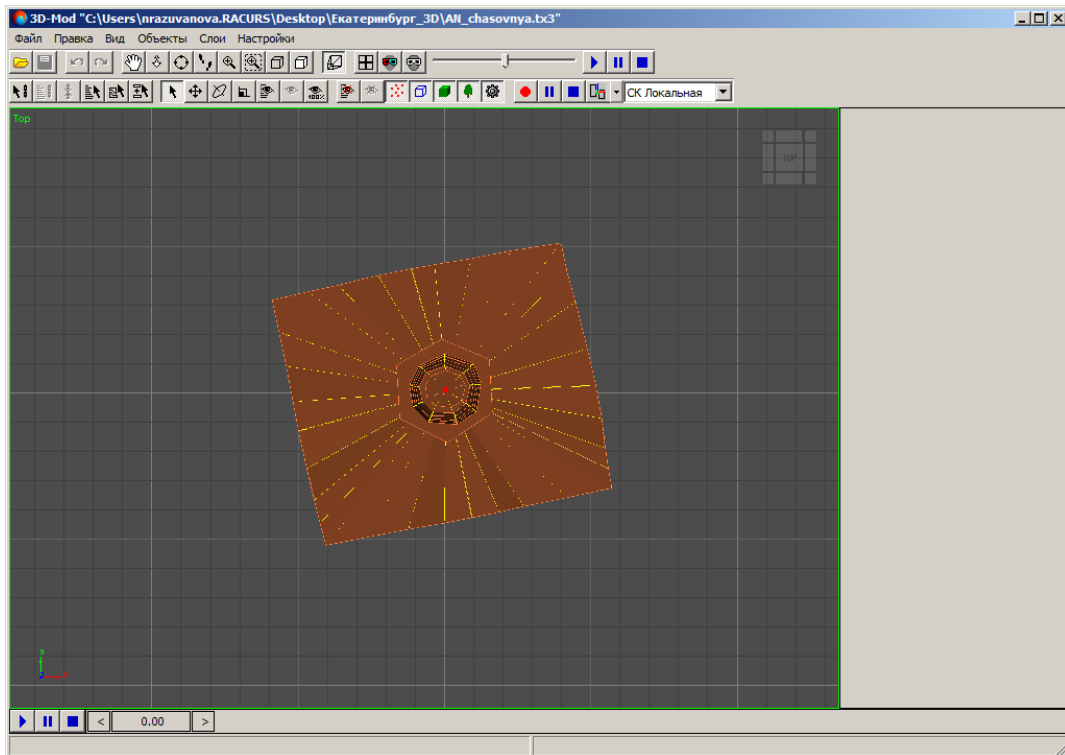 3D-Mod "C:\Users\nrazuvanova.RACURS\Desktop\Екатеринбург_3D\AN_chasovnya.tx3"
Файл Правка Вид Объекты Слои Настройки
100%
СК Локальная
Top
TOP
y
x
< 0.00 >